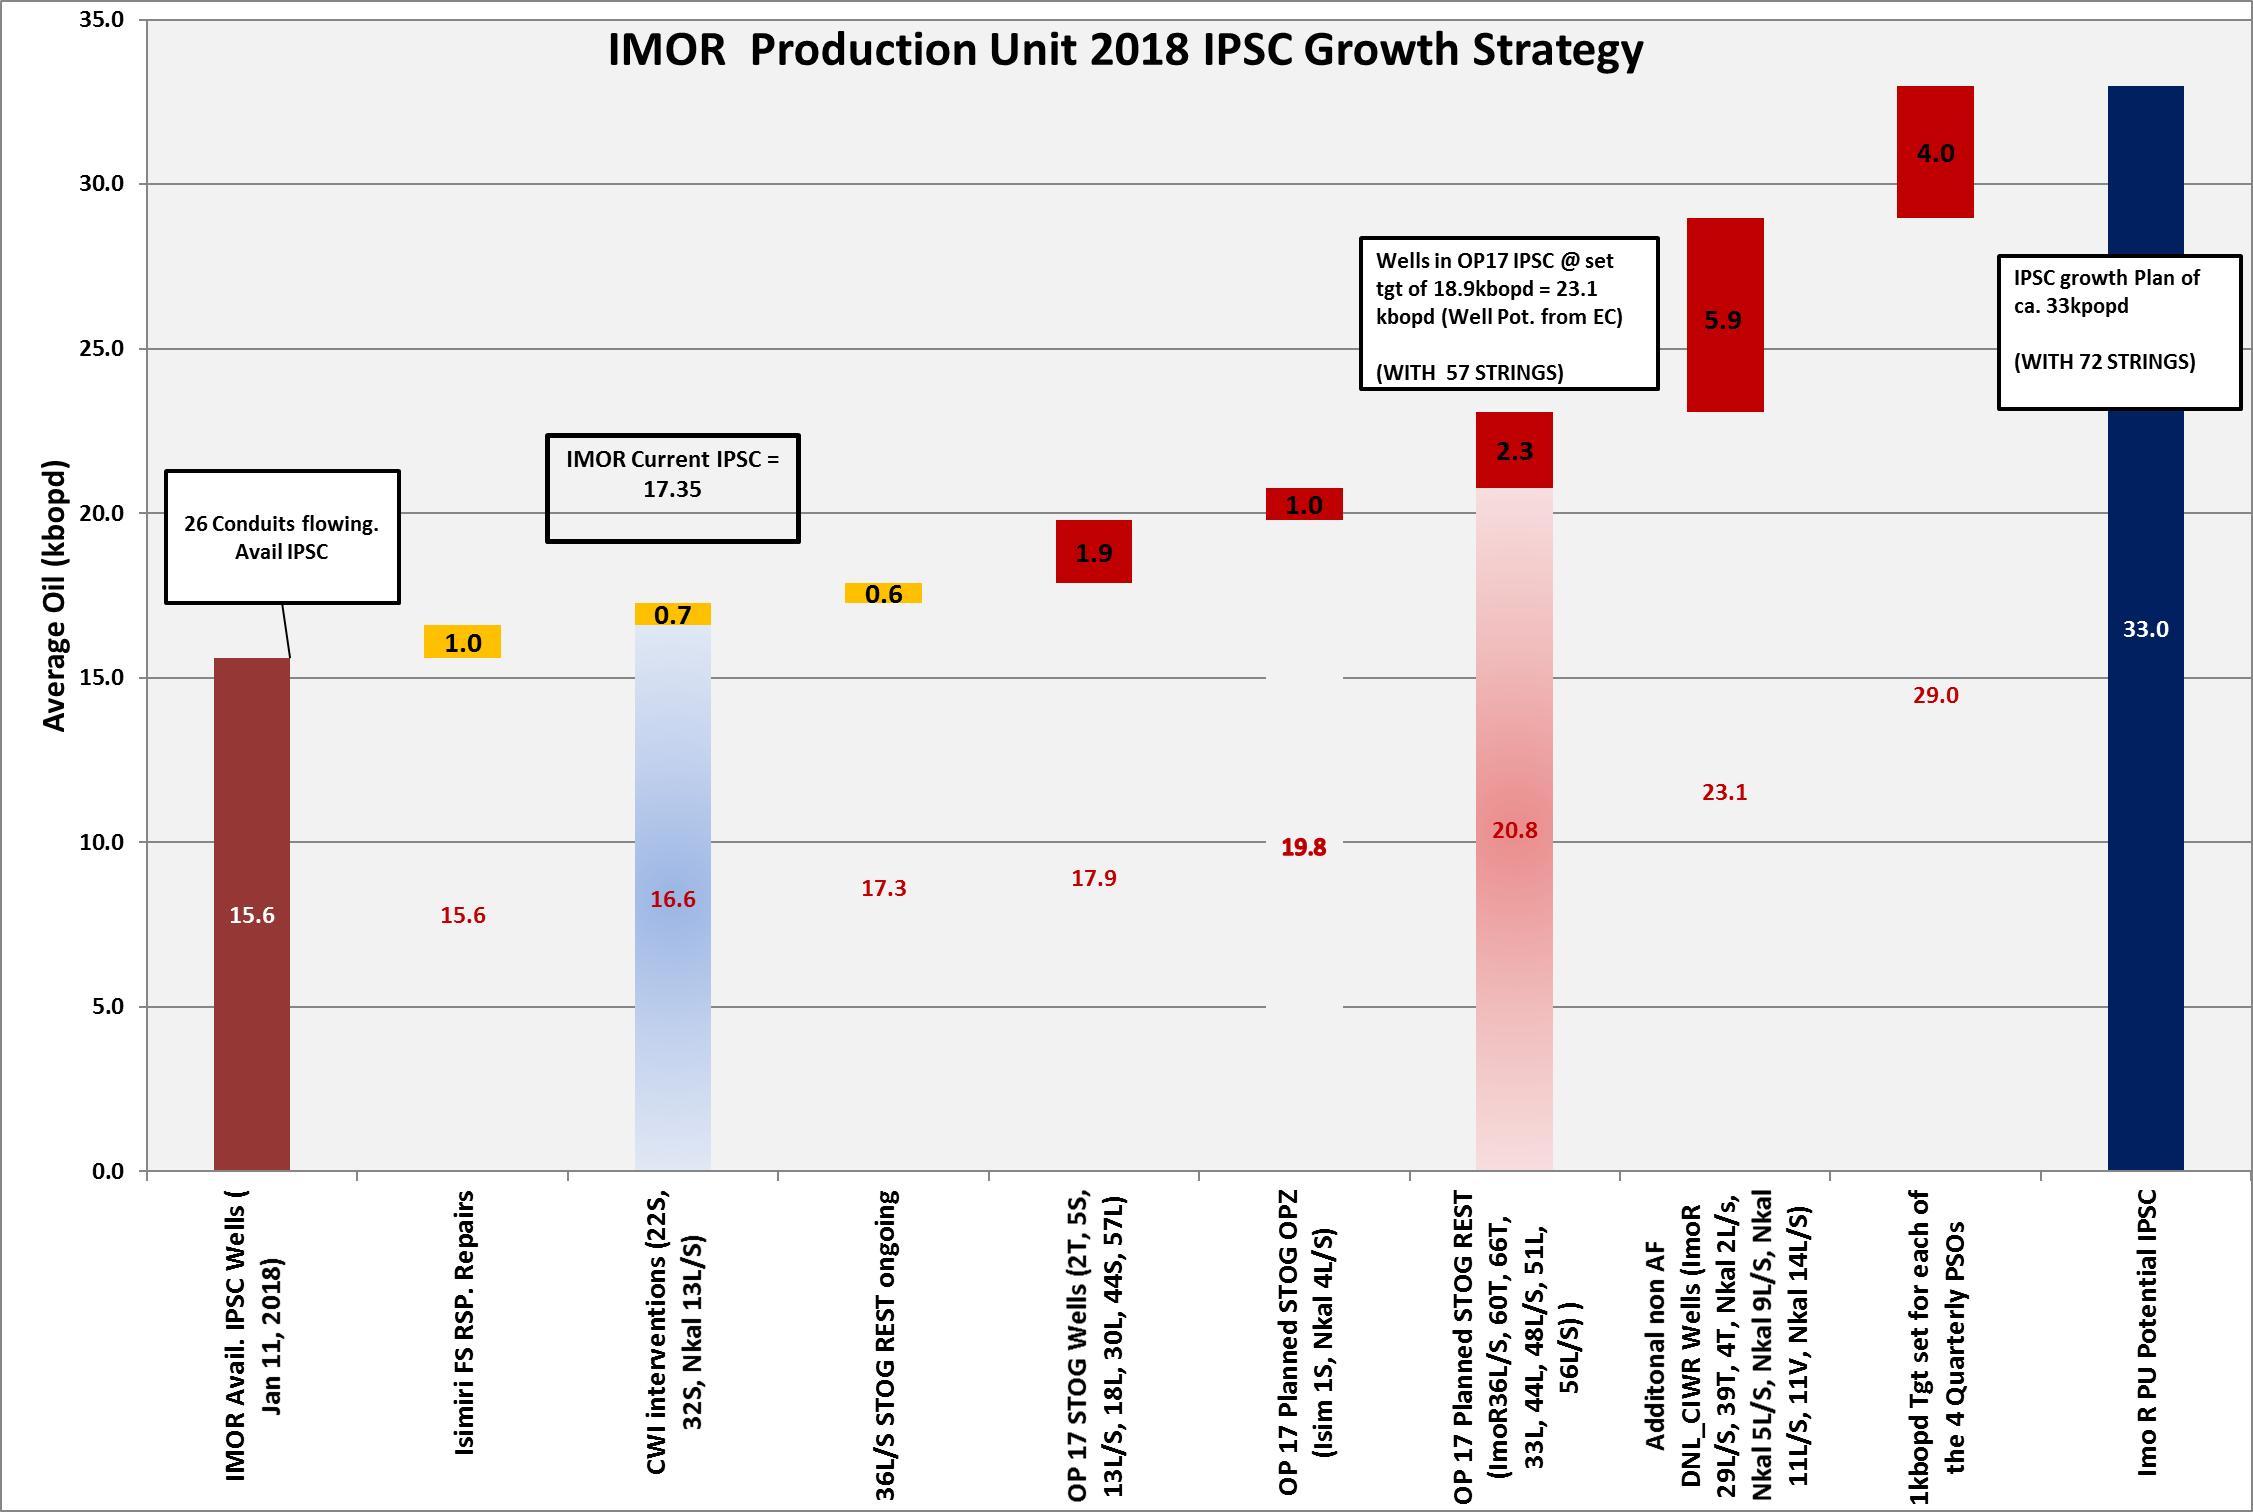 IMOR  Production Unit 2018 IPSC Growth Strategy
Average Oil (kbopd)
35.0
30.0
25.0
20.0
15.0
10.0
5.0
0.0
26 Conduits flowing.
Avail IPSC
IMOR Current IPSC =
17.35
Wells in OP17 IPSC @ set
tgt of 18.9kbopd = 23.1
kbopd (Well Pot. from EC)
(WITH  57 STRINGS)
IPSC growth Plan of
ca. 33kpopd
(WITH 72 STRINGS)
15.6
1.0
15.6
0.7
16.6
0.6
17.3
1.9
17.9
1.0
19.8
2.3
20.8
5.9
23.1
4.0
29.0
33.0
IMOR Avail. IPSC Wells (
Jan 11, 2018)
Isimiri FS RSP. Repairs
CWI interventions (22S,
32S, Nkal 13L/S)
36L/S STOG REST ongoing
OP 17 STOG Wells (2T, 5S,
13L/S, 18L, 30L, 44S, 57L)
OP 17 Planned STOG OPZ
(Isim 1S, Nkal 4L/S)
OP 17 Planned STOG REST
(ImoR36L/S, 60T, 66T,
33L, 44L, 48L/S, 51L,
56L/S) )
Additonal non AF
DNL_CIWR Wells (ImoR
29L/S, 39T, 4T, Nkal 2L/s,
Nkal 5L/S, Nkal 9L/S, Nkal
11L/S, 11V, Nkal 14L/S)
1kbopd Tgt set for each of
the 4 Quarterly PSOs
Imo R PU Potential IPSC